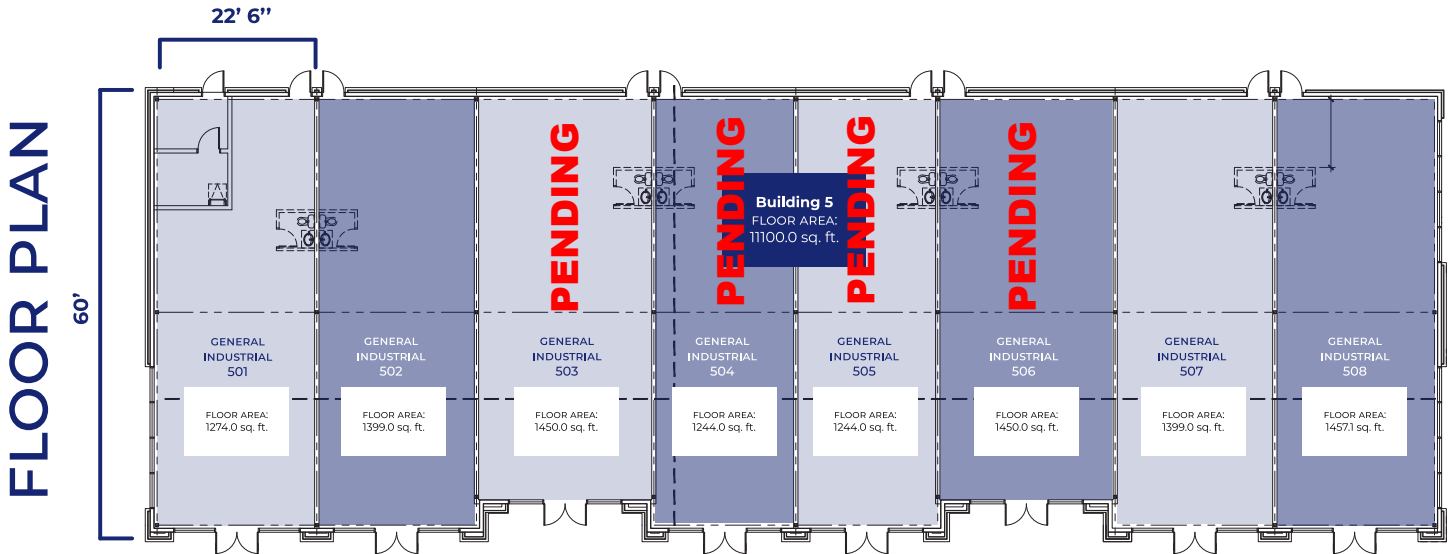 FLOOR PLAN
22’ 6’’
60’
PENDING
PENDING
PENDING
PENDING
Building 5
FLOOR AREA:
11100.0 sq. ft.
GENERAL
INDUSTRIAL
501
FLOOR AREA:
1274.0 sq. ft.
GENERAL
INDUSTRIAL
502
FLOOR AREA:
1399.0 sq. ft.
GENERAL
INDUSTRIAL
503
FLOOR AREA:
1450.0 sq. ft.
GENERAL
INDUSTRIAL
504
FLOOR AREA:
1244.0 sq. ft.
GENERAL
INDUSTRIAL
505
FLOOR AREA:
1244.0 sq. ft.
GENERAL
INDUSTRIAL
506
FLOOR AREA:
1450.0 sq. ft.
GENERAL
INDUSTRIAL
507
FLOOR AREA:
1399.0 sq. ft.
GENERAL
INDUSTRIAL
508
FLOOR AREA:
1457.1 sq. ft.